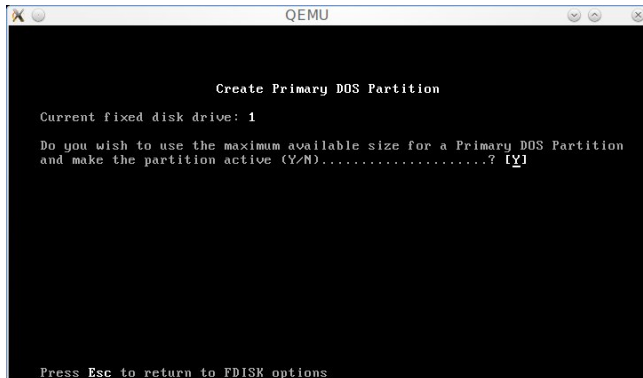 QEMU
Create Primary DOS Partition
Current fixed disk drive: 1
Do you wish to use the maximum available size for a Primary DOS Partition
and make the partition active (Y/N).....................? [Y]
Press Esc to return to FDISK options